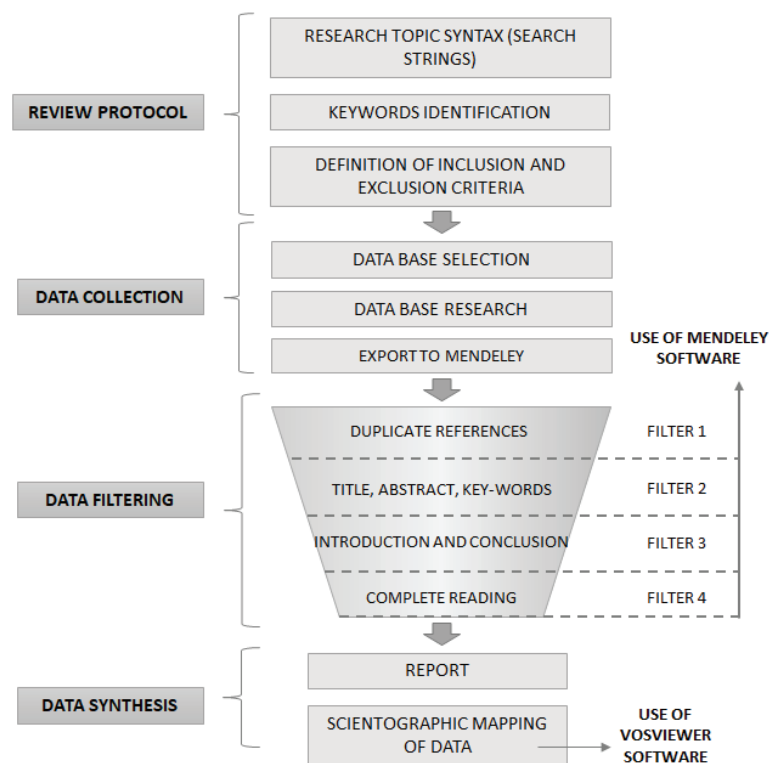 RESEARCH TOPIC SYNTAX (SEARCH
STRINGS)
REVIEW PROTOCOL
KEYWORDS IDENTIFICATION
DEFINITION OF INCLUSION AND
EXCLUSION CRITERIA
DATA BASE SELECTION
DATA COLLECTION
DATA BASE RESEARCH
EXPORT TO MENDELEY
USE OF MENDELEY
SOFTWARE
DUPLICATE REFERENCES
FILTER 1
DATA FILTERING
TITLE, ABSTRACT, KEY-WORDS
FILTER 2
INTRODUCTION AND CONCLUSION
FILTER 3
COMPLETE READING
FILTER 4
REPORT
DATA SYNTHESIS
SCIENTOGRAPHIC MAPPING
OF DATA
USE OF
VOSVIEWER
SOFTWARE